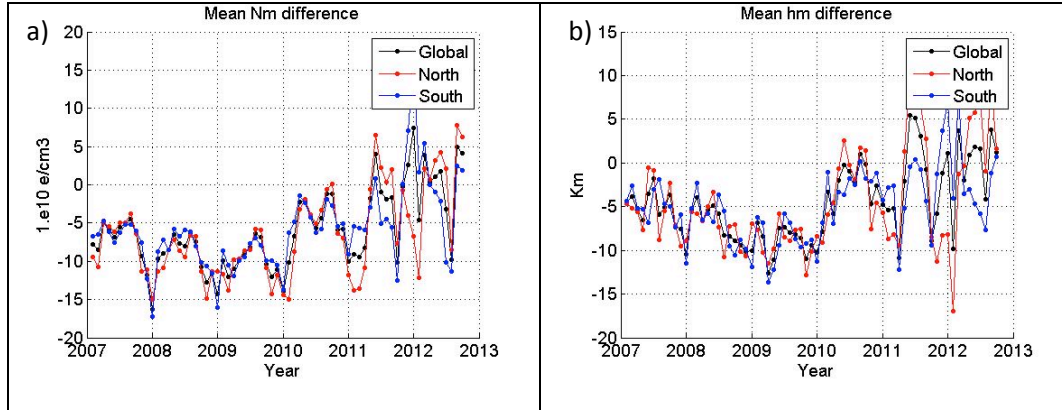 a)
Mean Nm difference
20
15
10
5
0
-5
-10
-15
-20
1.e10 e/cm3
Global
North
South
2007 2008 2009 2010 2011 2012 2013
Year
b)
Mean hm difference
15
10
5
0
-5
-10
-15
-20
Km
Global
North
South
2007 2008 2009 2010 2011 2012 2013
Year